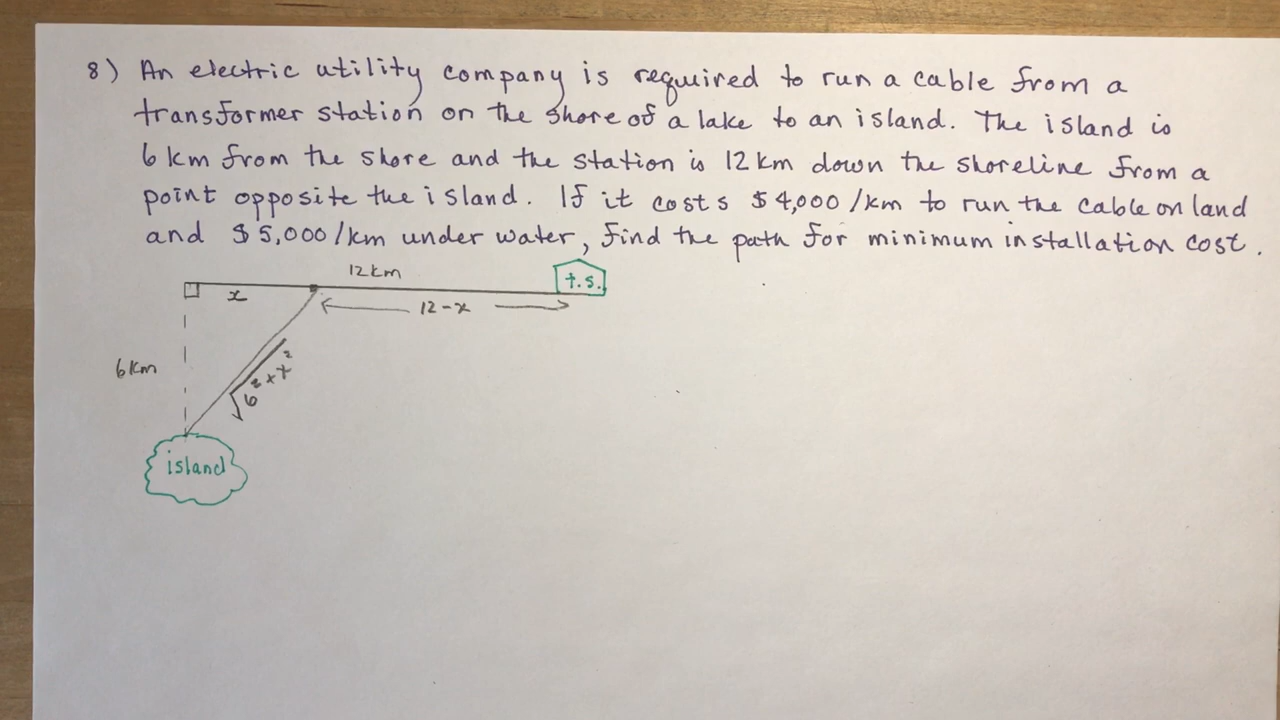 8) An electric utility company is required to run a cable from a
transformer station on the shore of a lake to an island. The island is
6 km from the shore and the station is 12 km down the shoreline from a
point opposite the island. If it costs $4,000/km to run the cable on land
and $5,000/km under water, find the path for minimum installation cost.
12 km
t.s.
x
12-x
6 km
√6²+x²
island